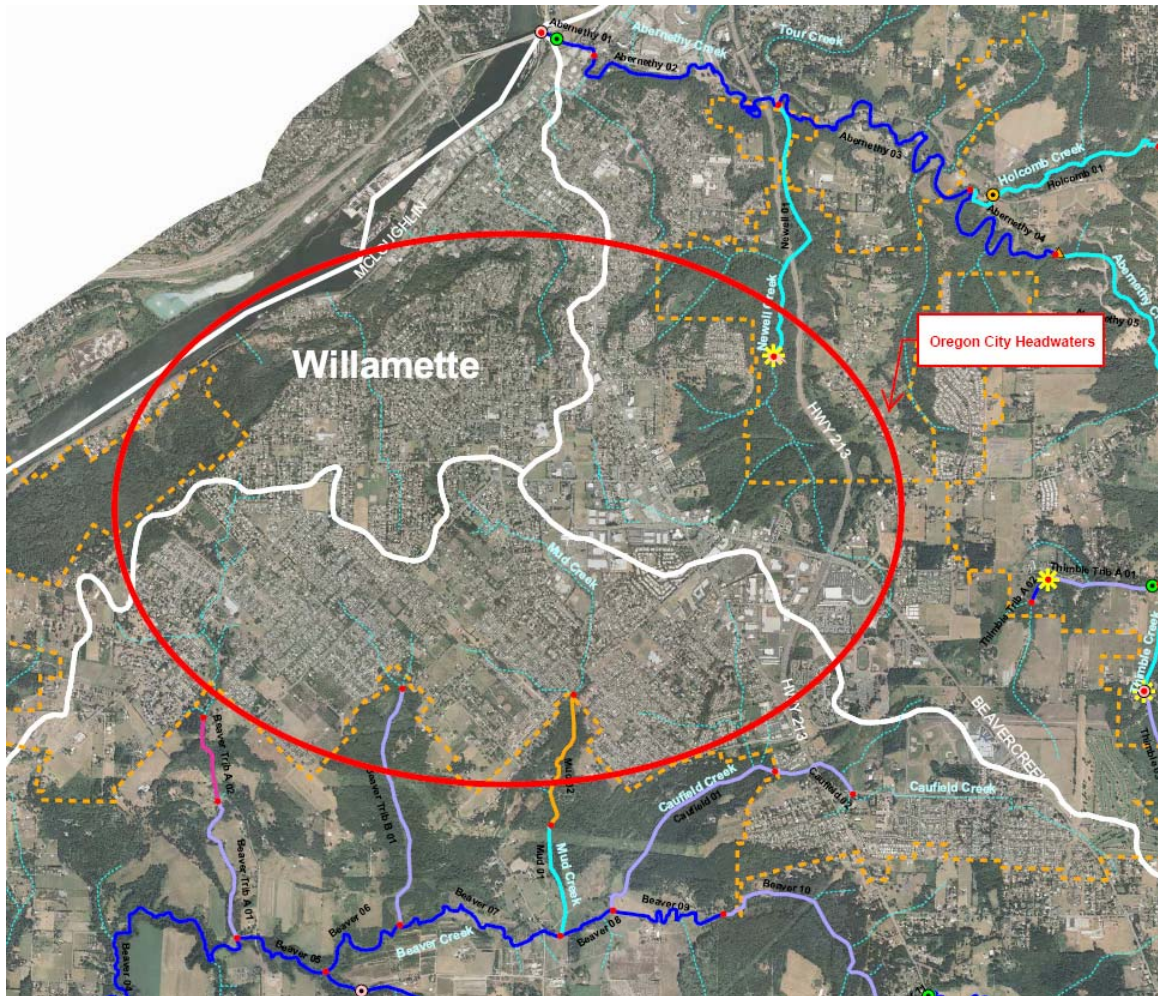 Abernethy 01
Abernethy Creek
Tour Creek
Abernethy 02
Abernethy 03
Holcomb Creek
Holcomb 01
Newell 01
Abernethy 04
MCLOUGHLIN
Newell Creek
Oregon City Headwaters
Willamette
HWY 213
Mud Creek
Thimble Trib A 01
Thimble Trib A 02
Thimble Creek
HWY 213
BEAVERCREEK
Beaver Trib A 02
Caufield Creek
Caufield 02
Caufield Creek
Caufield 01
Beaver Trib B 01
Mud 01
Mud Creek
Beaver Trib A 01
Beaver 06
Beaver 07
Beaver 10
Beaver 09
Beaver 08
Beaver Creek
Beaver 05